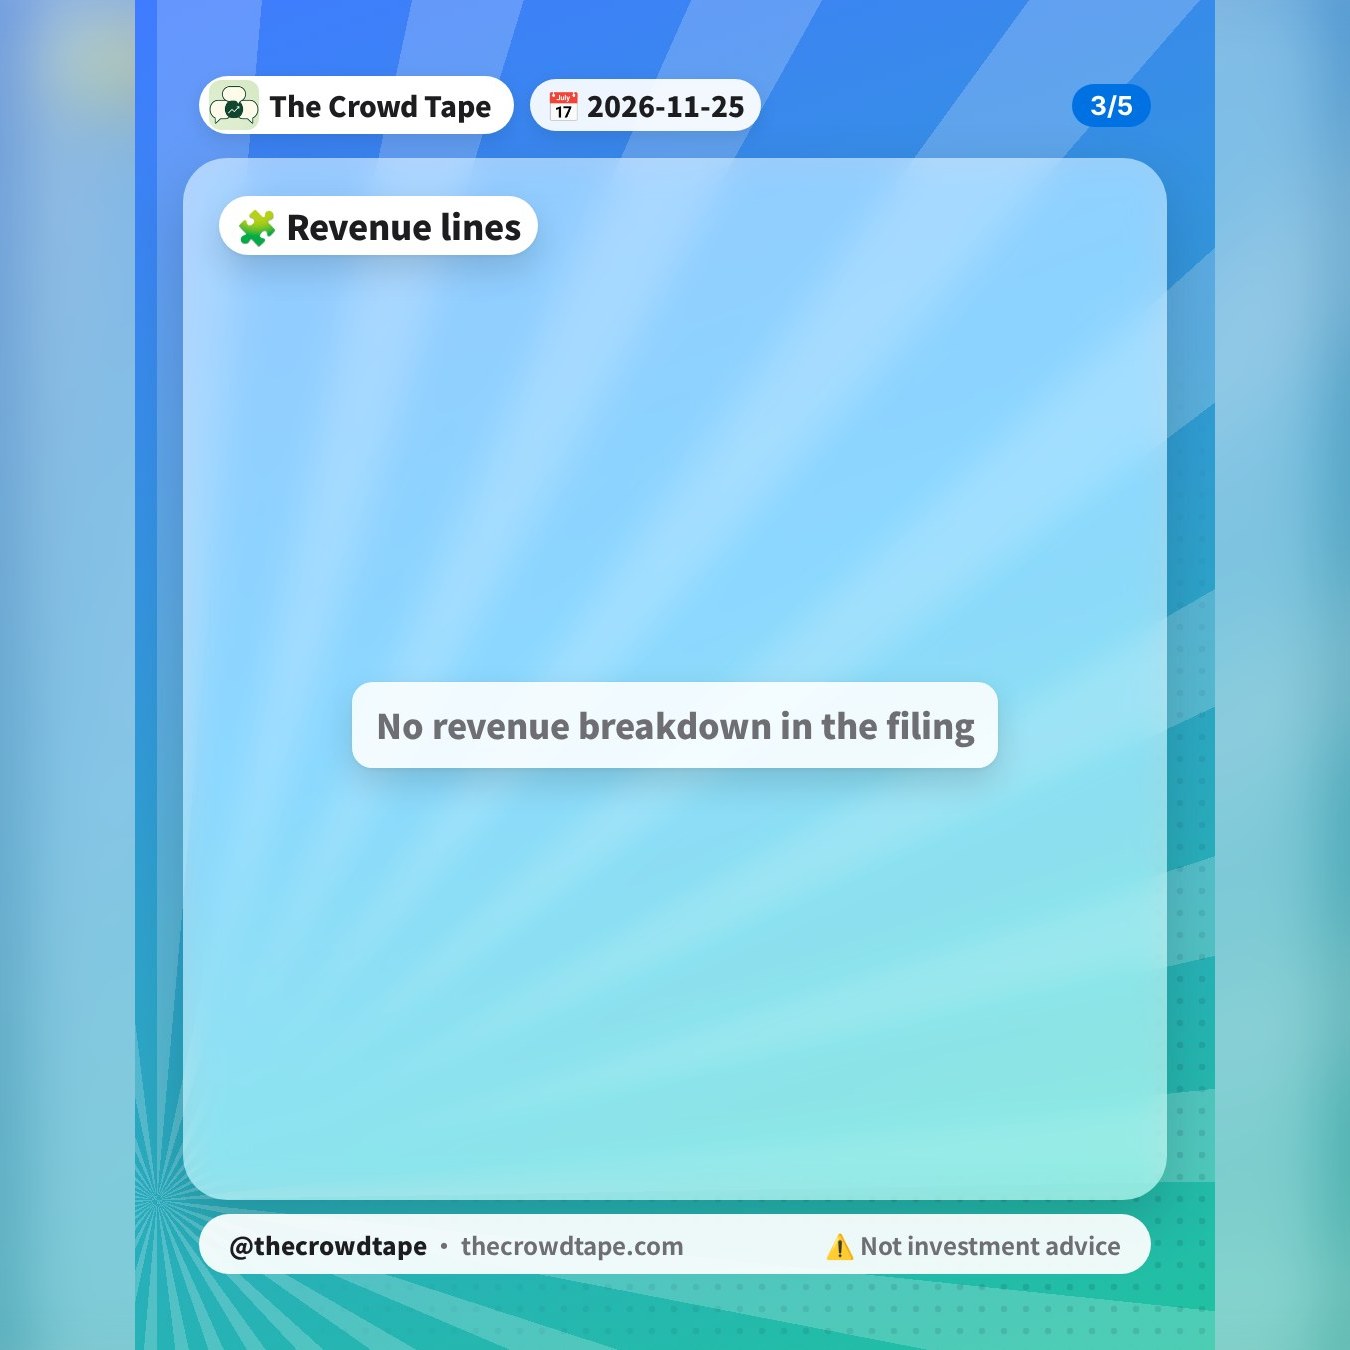 The Crowd Tape
📅 2026-11-25
3/5
🧩 Revenue lines
No revenue breakdown in the filing
@thecrowdtape • thecrowdtape.com
⚠️ Not investment advice